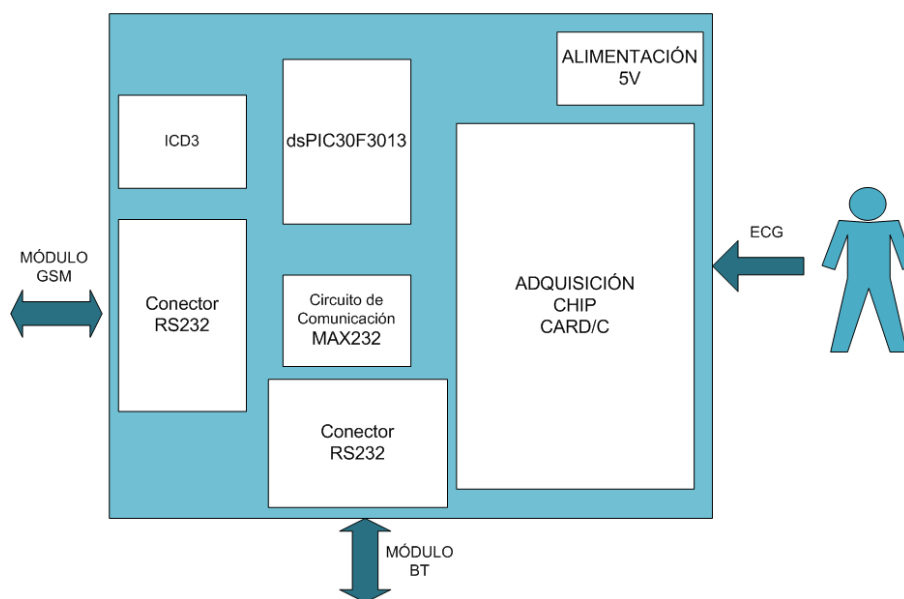 ALIMENTACIÓN
5V
ICD3
dsPIC30F3013
MÓDULO
GSM
Conector
RS232
Circuito de
Comunicación
MAX232
ADQUISICIÓN
CHIP
CARD/C
ECG
Conector
RS232
MÓDULO
BT